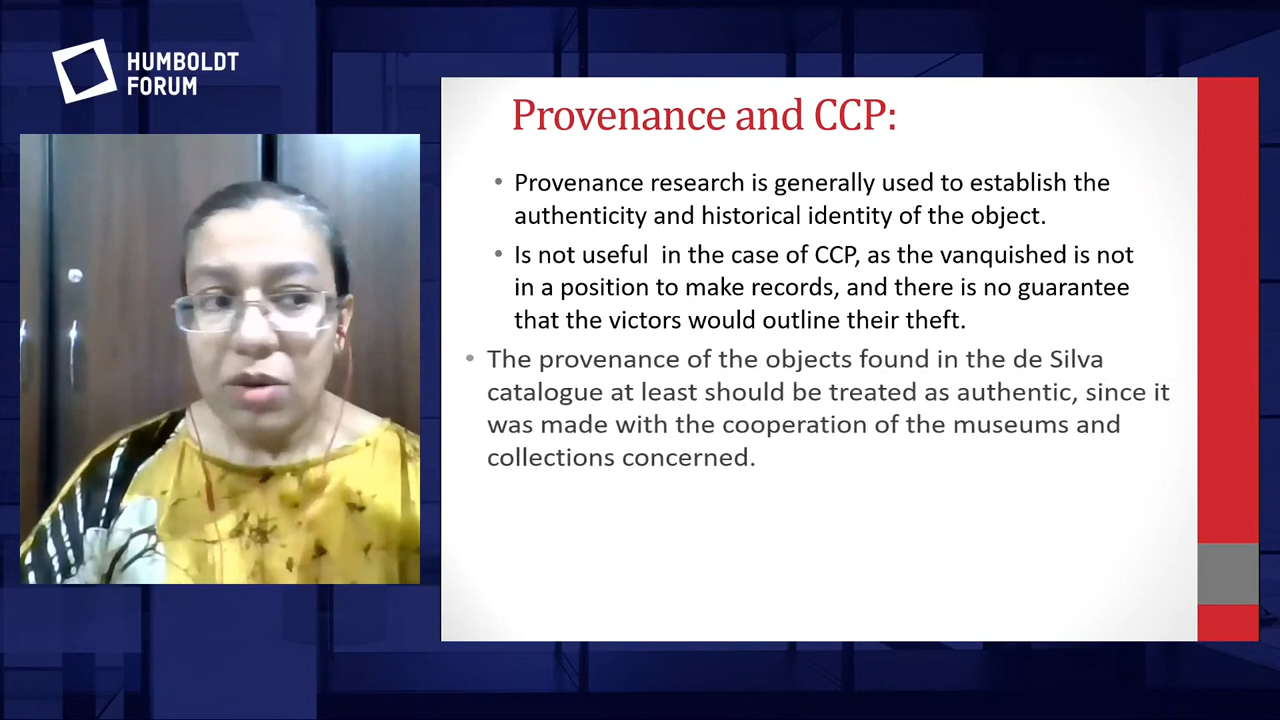 HUMBOLDT
FORUM
Provenance and CCP:
• Provenance research is generally used to establish the
authenticity and historical identity of the object.
• Is not useful  in the case of CCP, as the vanquished is not
in a position to make records, and there is no guarantee
that the victors would outline their theft.
• The provenance of the objects found in the de Silva
catalogue at least should be treated as authentic, since it
was made with the cooperation of the museums and
collections concerned.